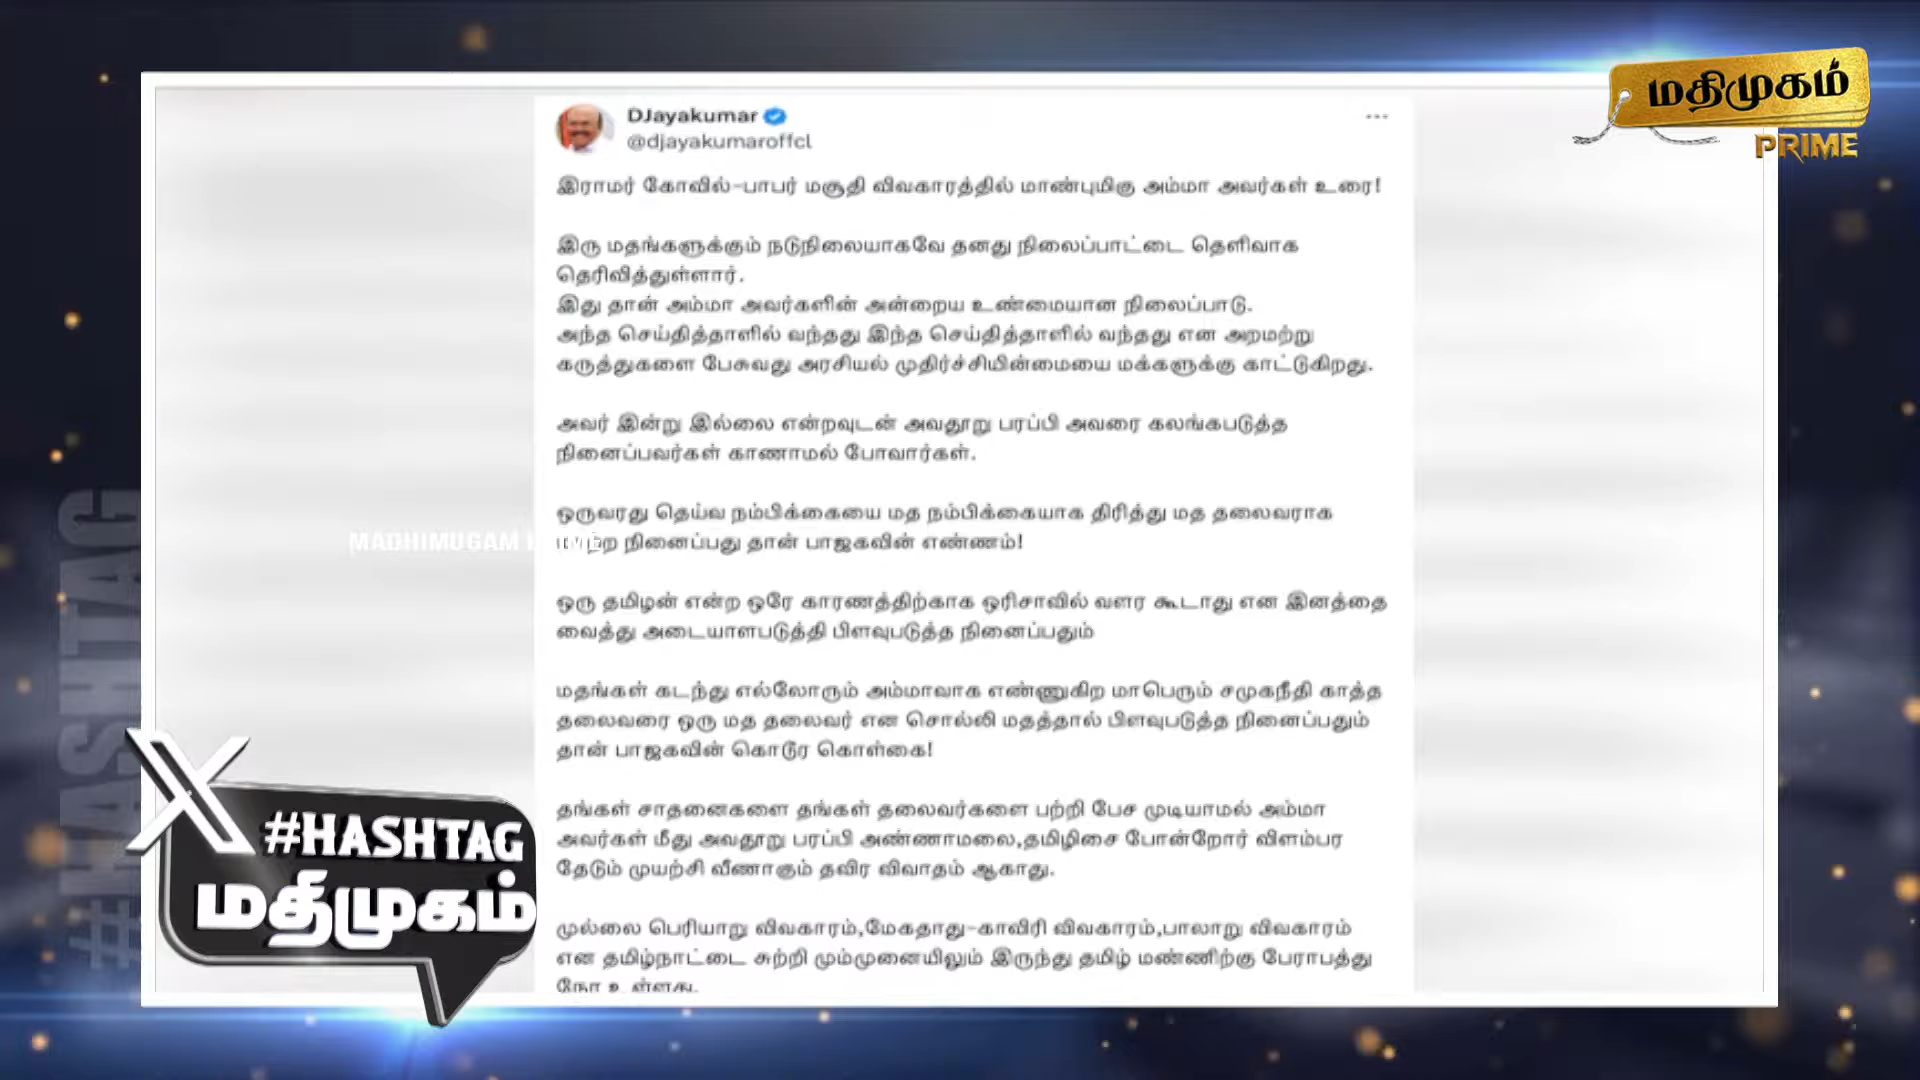 மதிமுகம்
PRIME
DJayakumar
@djayakumaroffcl
இராமர் கோவில்-பாபர் மசூதி விவகாரத்தில் மாண்புமிகு அம்மா அவர்கள் உரை!
இரு மதங்களுக்கும் நடுநிலையாகவே தனது நிலைப்பாட்டை தெளிவாக
தெரிவித்துள்ளார்.
இது தான் அம்மா அவர்களின் அன்றைய உண்மையான நிலைப்பாடு.
அந்த செய்தித்தாளில் வந்தது இந்த செய்தித்தாளில் வந்தது என அறமற்று
கருத்துகளை பேசுவது அரசியல் முதிர்ச்சியின்மையை மக்களுக்கு காட்டுகிறது.
அவர் இன்று இல்லை என்றவுடன் அவதூறு பரப்பி அவரை கலங்கபடுத்த
நினைப்பவர்கள் காணாமல் போவார்கள்.
ஒருவரது தெய்வ நம்பிக்கையை மத நம்பிக்கையாக திரித்து மத தலைவராக
நினைப்பது தான் பாஜகவின் எண்ணம்!
MADHIMUGAM PRIME
ஒரு தமிழன் என்ற ஒரே காரணத்திற்காக ஒரிசாவில் வளர கூடாது என இனத்தை
வைத்து அடையாளபடுத்தி பிளவுபடுத்த நினைப்பதும்
மதங்கள் கடந்து எல்லோரும் அம்மாவாக எண்ணுகிற மாபெரும் சமுகநீதி காத்த
தலைவரை ஒரு மத தலைவர் என சொல்லி மதத்தால் பிளவுபடுத்த நினைப்பதும்
தான் பாஜகவின் கொடூர கொள்கை!
தங்கள் சாதனைகளை தங்கள் தலைவர்களை பற்றி பேச முடியாமல் அம்மா
அவர்கள் மீது அவதூறு பரப்பி அண்ணாமலை,தமிழிசை போன்றோர் விளம்பர
தேடும் முயற்சி வீணாகும் தவிர விவாதம் ஆகாது.
முல்லை பெரியாறு விவகாரம்,மேகதாது-காவிரி விவகாரம்,பாலாறு விவகாரம்
என தமிழ்நாட்டை சுற்றி மும்முனையிலும் இருந்து தமிழ் மண்ணிற்கு பேராபத்து
#HASHTAG
மதிமுகம்
#HASHTAG